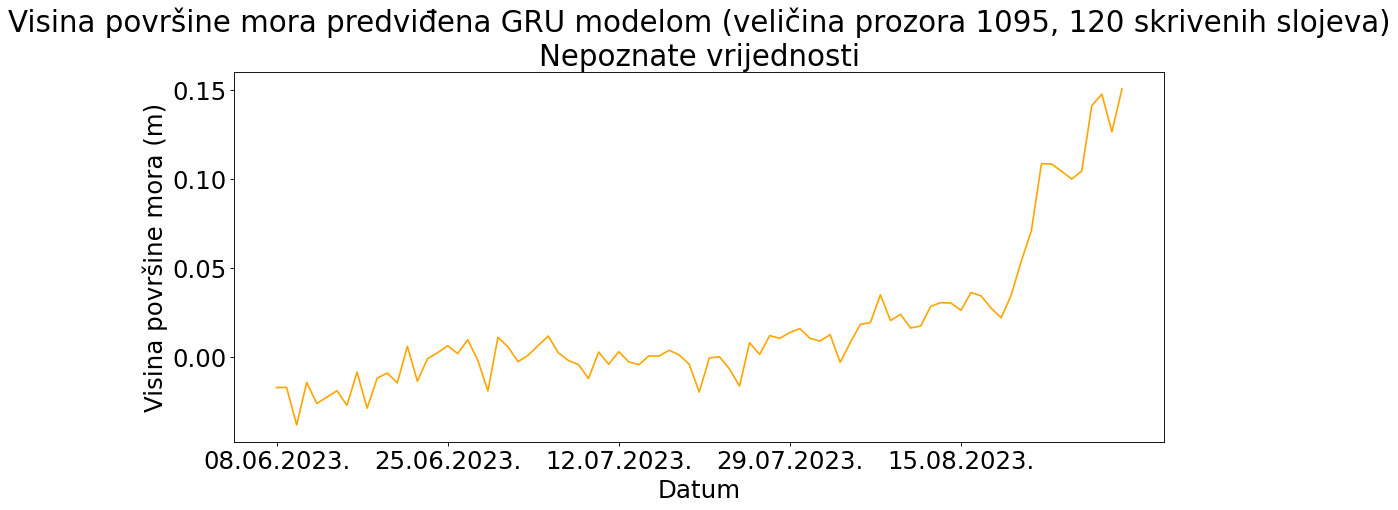 Visina površine mora predviđena GRU modelom (veličina prozora 1095, 120 skrivenih slojeva)
Nepoznate vrijednosti
Visina površine mora (m)
0.15
0.10
0.05
0.00
08.06.2023.
25.06.2023.
12.07.2023.
29.07.2023.
15.08.2023.
Datum